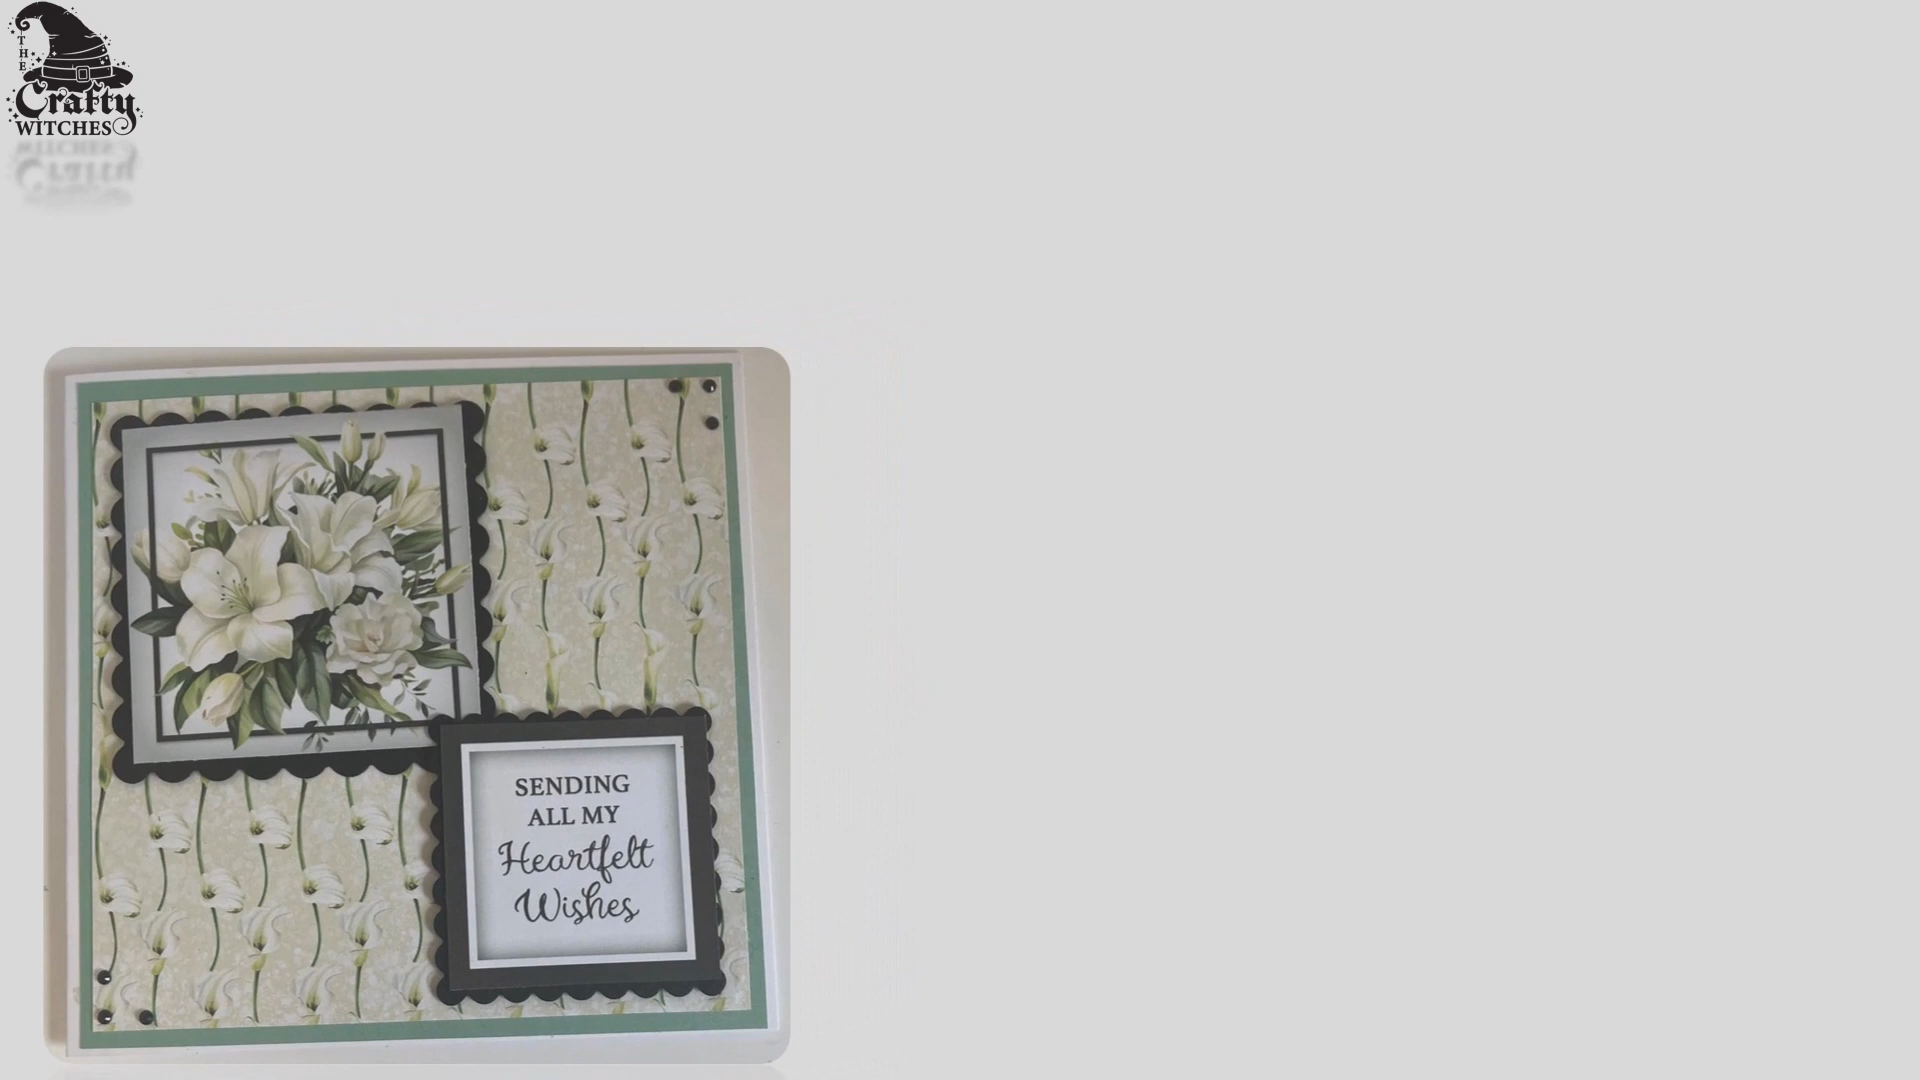 THE
Crafty
WITCHES
SENDING
ALL MY
Heartfelt
Wishes